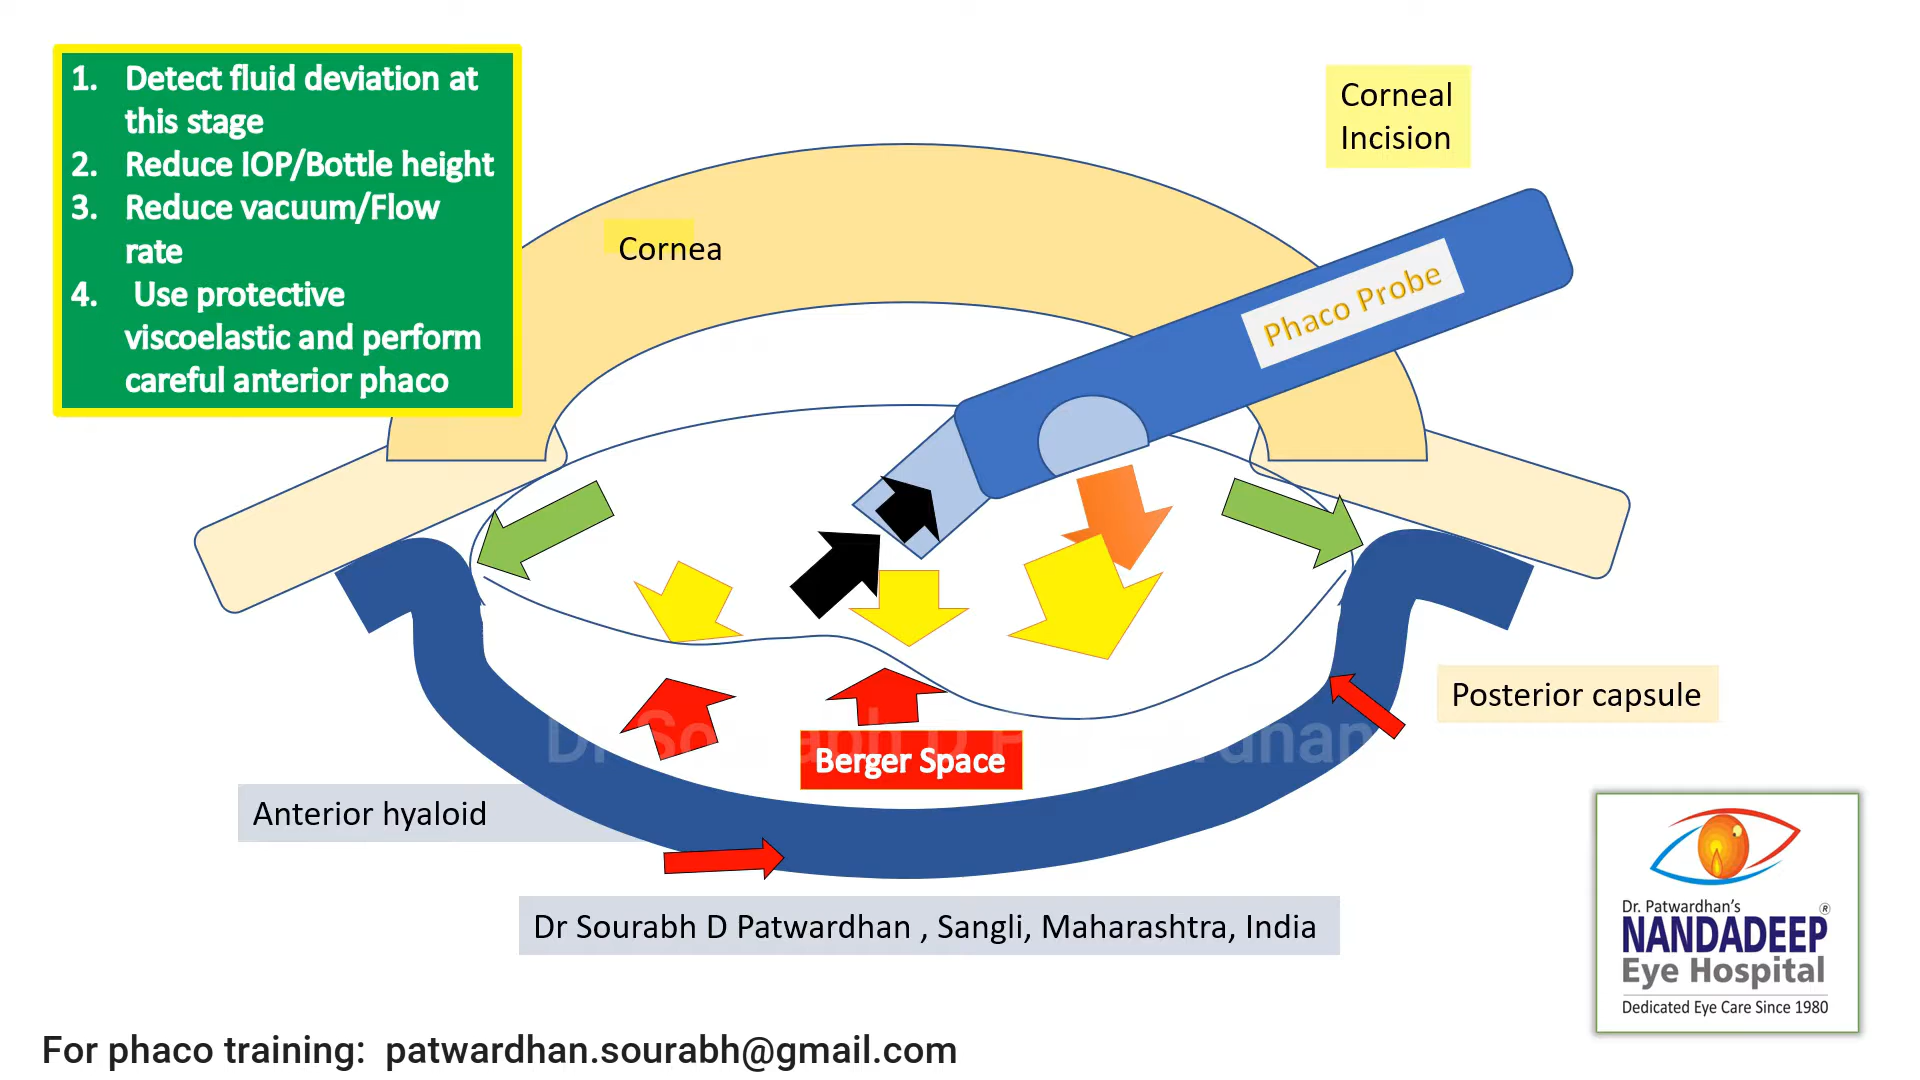 1. Detect fluid deviation at
this stage
2. Reduce IOP/Bottle height
3. Reduce vacuum/Flow
rate
4. Use protective
viscoelastic and perform
careful anterior phaco
Corneal
Incision
Cornea
Phaco Probe
Posterior capsule
Berger Space
Anterior hyaloid
Dr Sourabh D Patwardhan , Sangli, Maharashtra, India
Dr. Patwardhan's
NANDADEEP®
Eye Hospital
Dedicated Eye Care Since 1980
For phaco training: patwardhan.sourabh@gmail.com